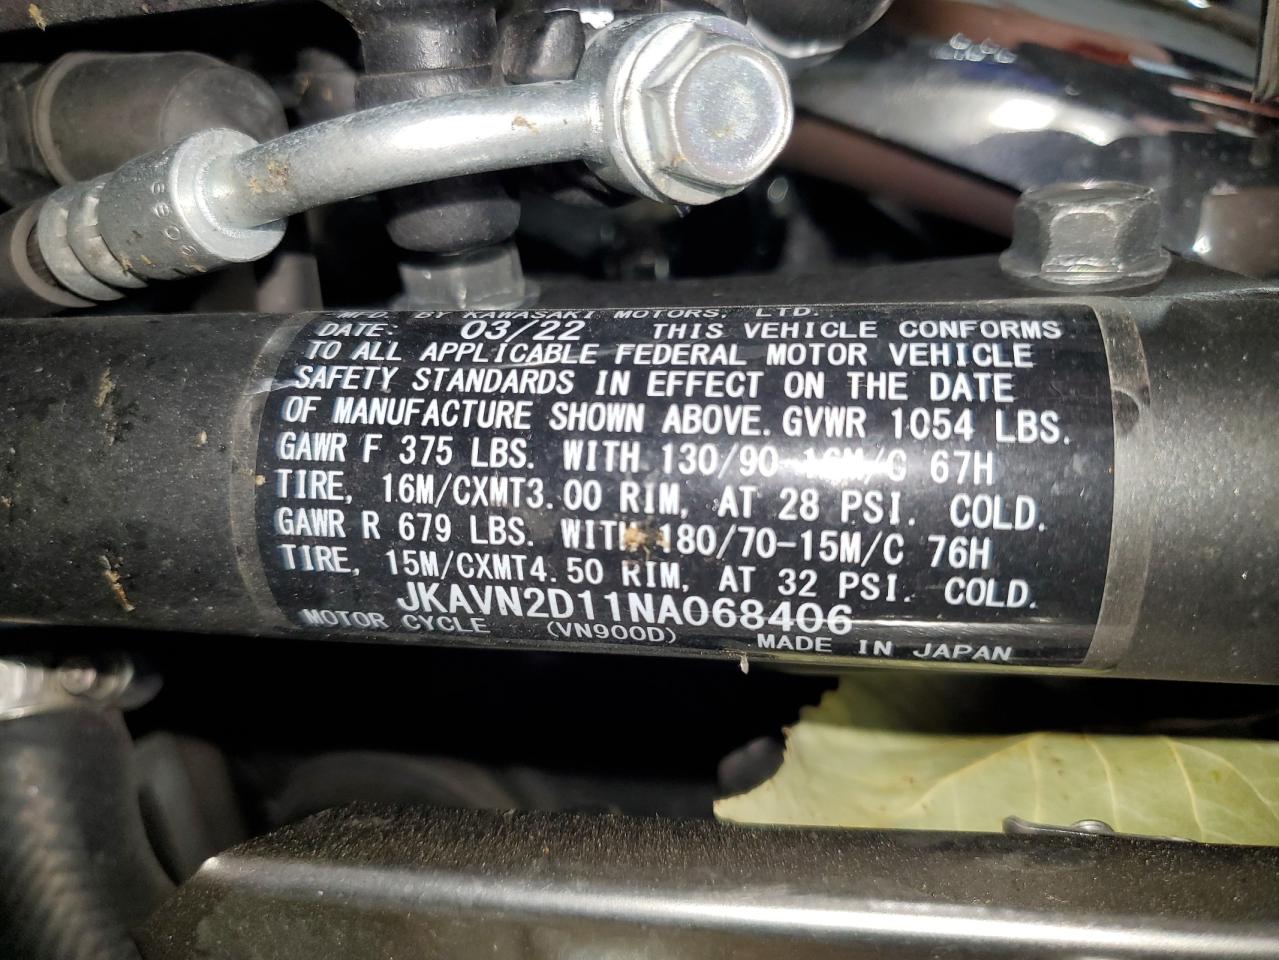 MFD. BY KAWASAKI MOTORS, LTD.
DATE: 03/22 THIS VEHICLE CONFORMS
TO ALL APPLICABLE FEDERAL MOTOR VEHICLE
SAFETY STANDARDS IN EFFECT ON THE DATE
OF MANUFACTURE SHOWN ABOVE. GVWR 1054 LBS.
GAWR F 375 LBS. WITH 130/90-16M/C 67H
TIRE, 16M/CXMT3.00 RIM, AT 28 PSI. COLD.
GAWR R 679 LBS. WITH 180/70-15M/C 76H
TIRE, 15M/CXMT4.50 RIM, AT 32 PSI. COLD.
JKAVN2D11NA068406
MOTOR CYCLE (VN900D) MADE IN JAPAN